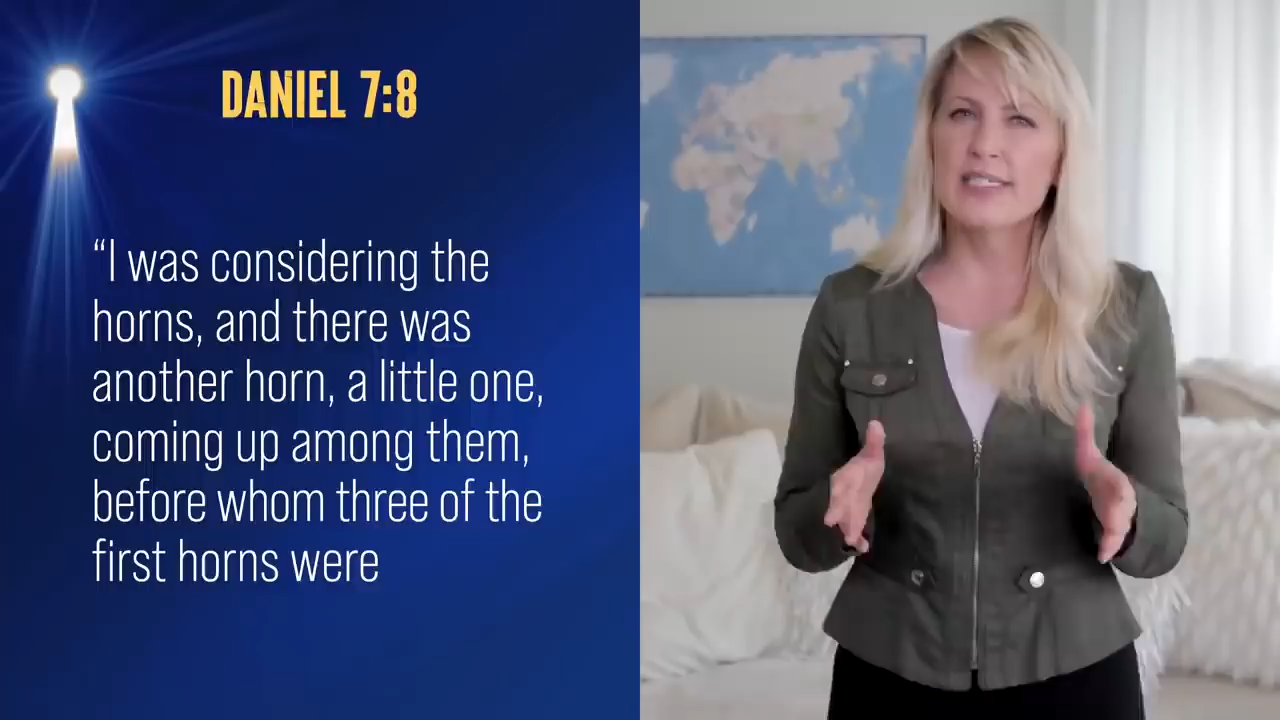 DANIEL 7:8
“I was considering the
horns, and there was
another horn, a little one,
coming up among them,
before whom three of the
first horns were